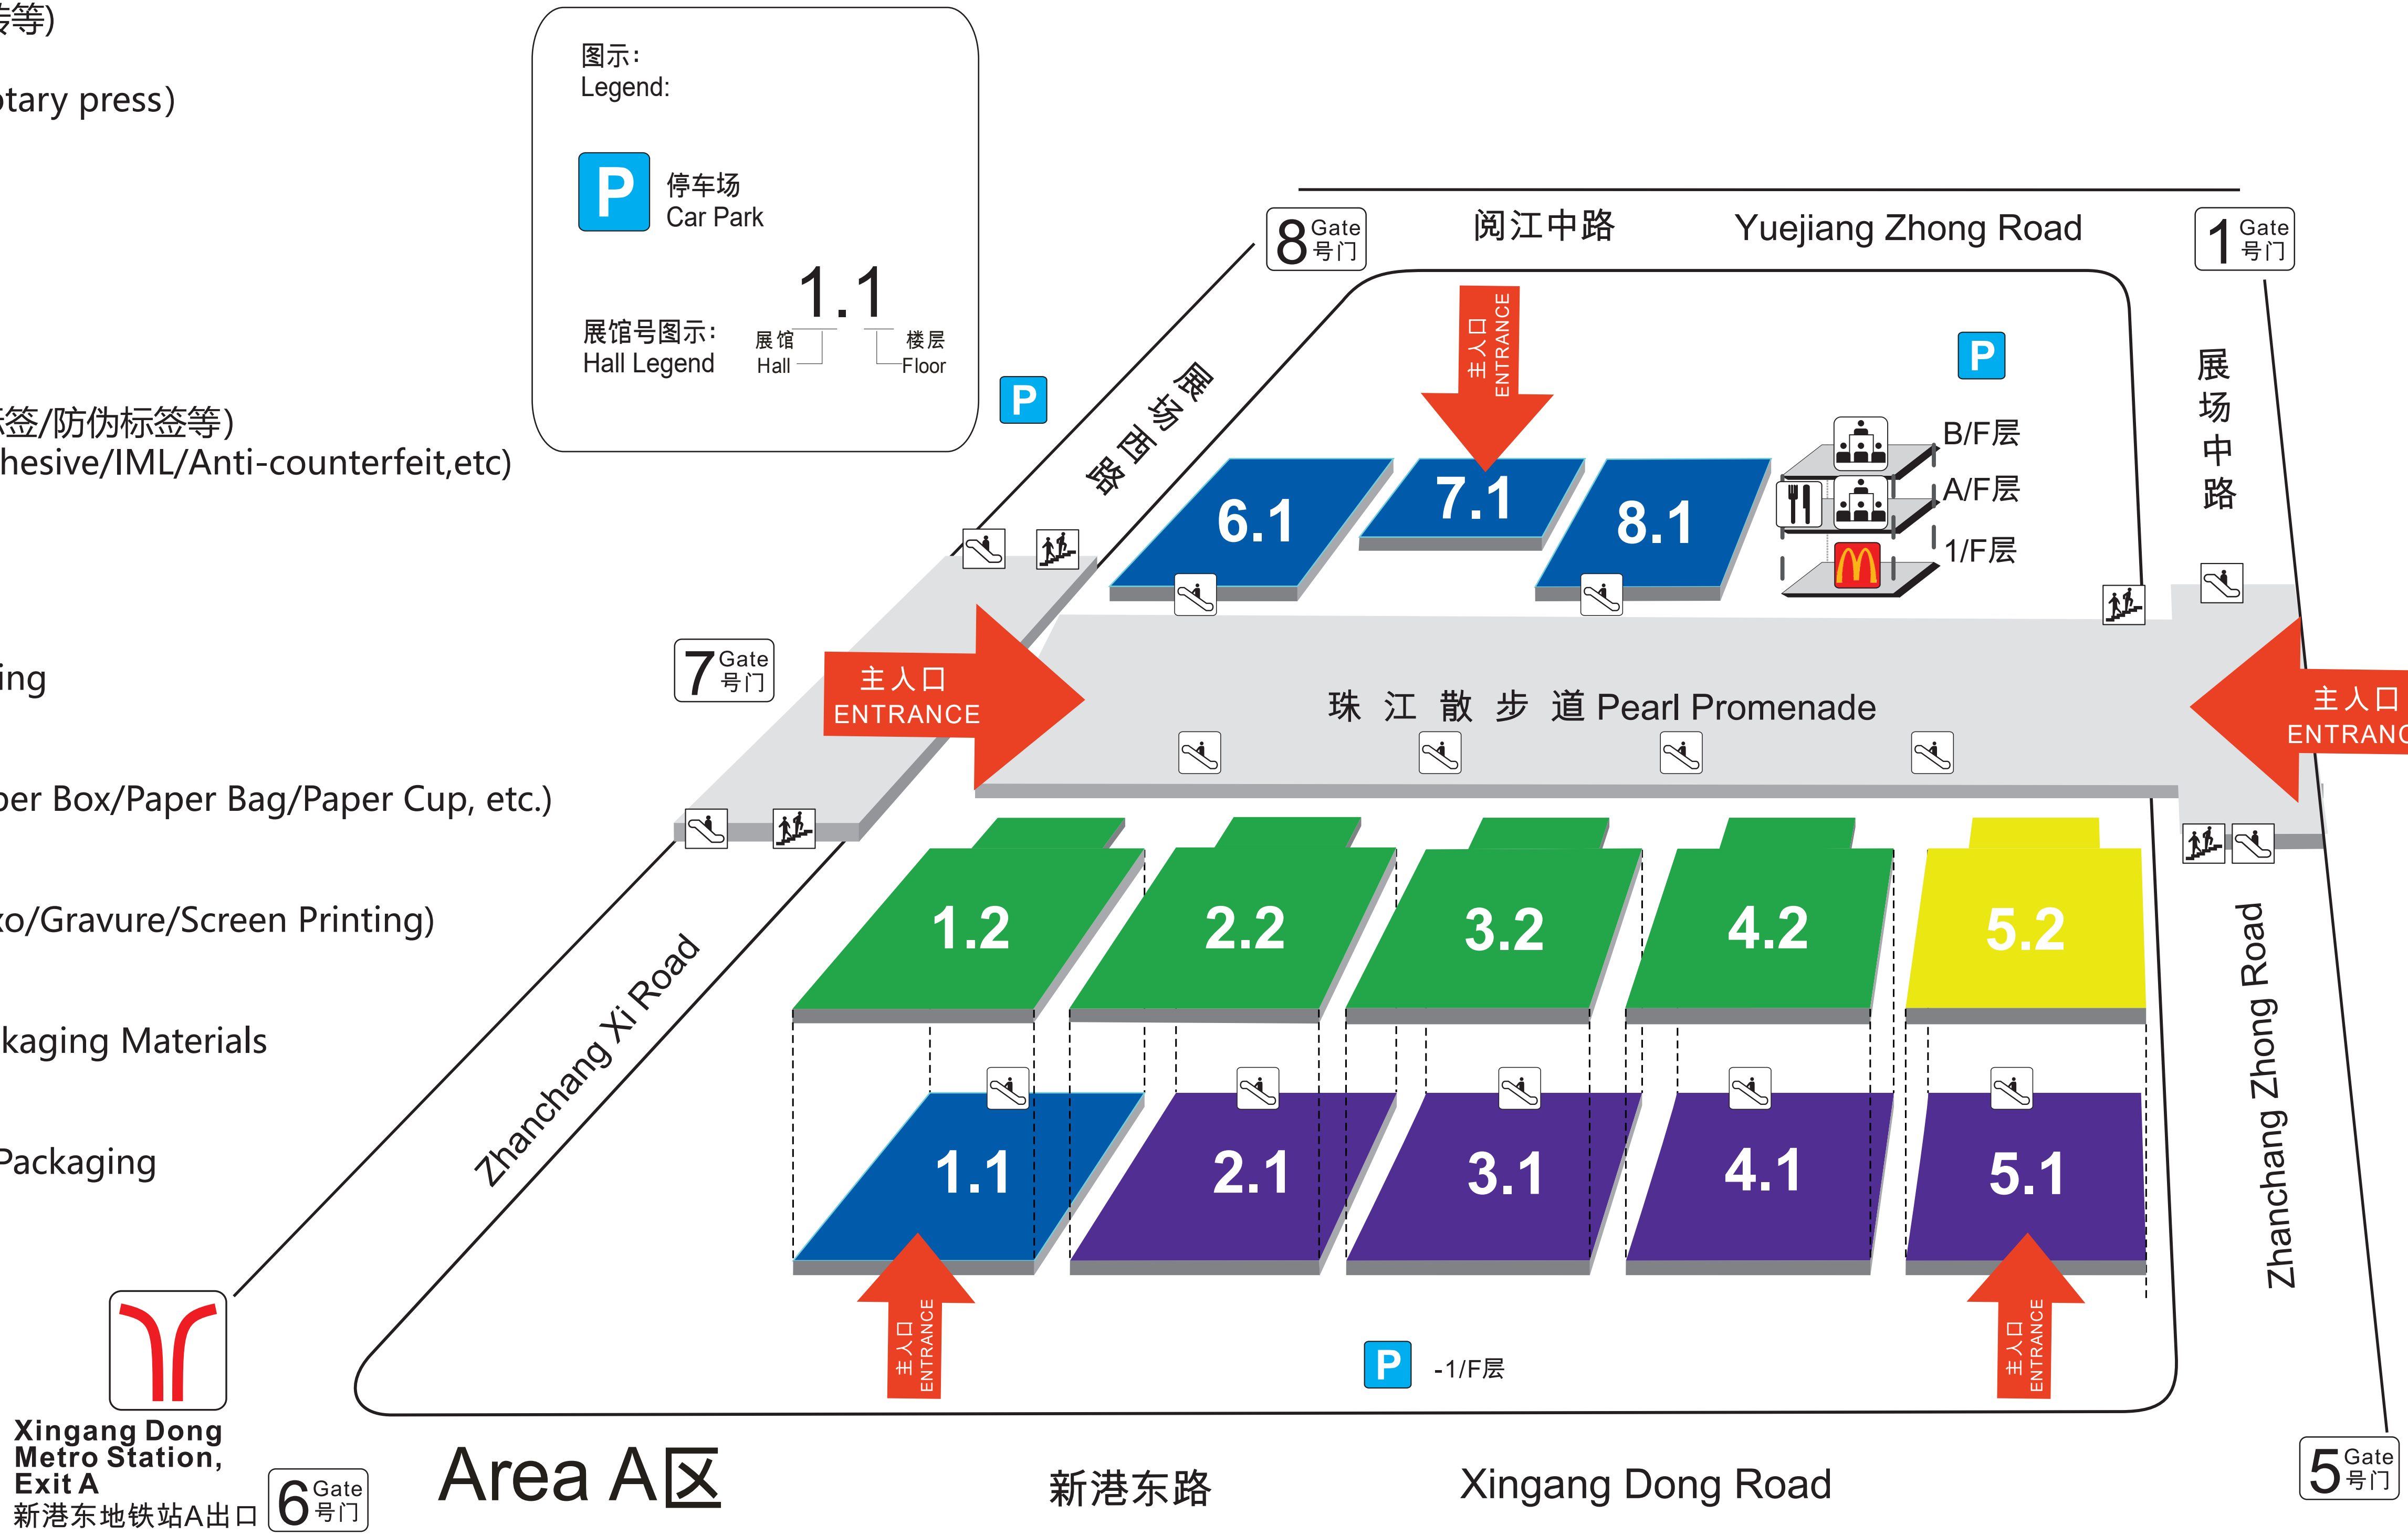 砖等)
otary press)
标签/防伪标签等)
hesive/IML/Anti-counterfeit,etc)
ing
per Box/Paper Bag/Paper Cup, etc.)
xo/Gravure/Screen Printing)
kaging Materials
Packaging
图示:
Legend:
P
停车场
Car Park
1.1
展馆号图示:
Hall Legend
展馆
Hall
楼层
Floor
P
8 Gate 号门
阅江中路 Yuejiang Zhong Road
1 Gate 号门
展场西路
主入口
ENTRANCE
P
展场中路
6.1
7.1
8.1
B/F层
A/F层
1/F层
7 Gate 号门
主入口
ENTRANCE
珠江散步道 Pearl Promenade
主入口
ENTRANC
1.2
2.2
3.2
4.2
5.2
Zhanchang Xi Road
Zhanchang Zhong Road
1.1
2.1
3.1
4.1
5.1
主入口
ENTRANCE
主入口
ENTRANCE
P -1/F层
Xingang Dong
Metro Station,
Exit A
新港东地铁站A出口
6 Gate 号门
Area A区
新港东路 Xingang Dong Road
5 Gate 号门